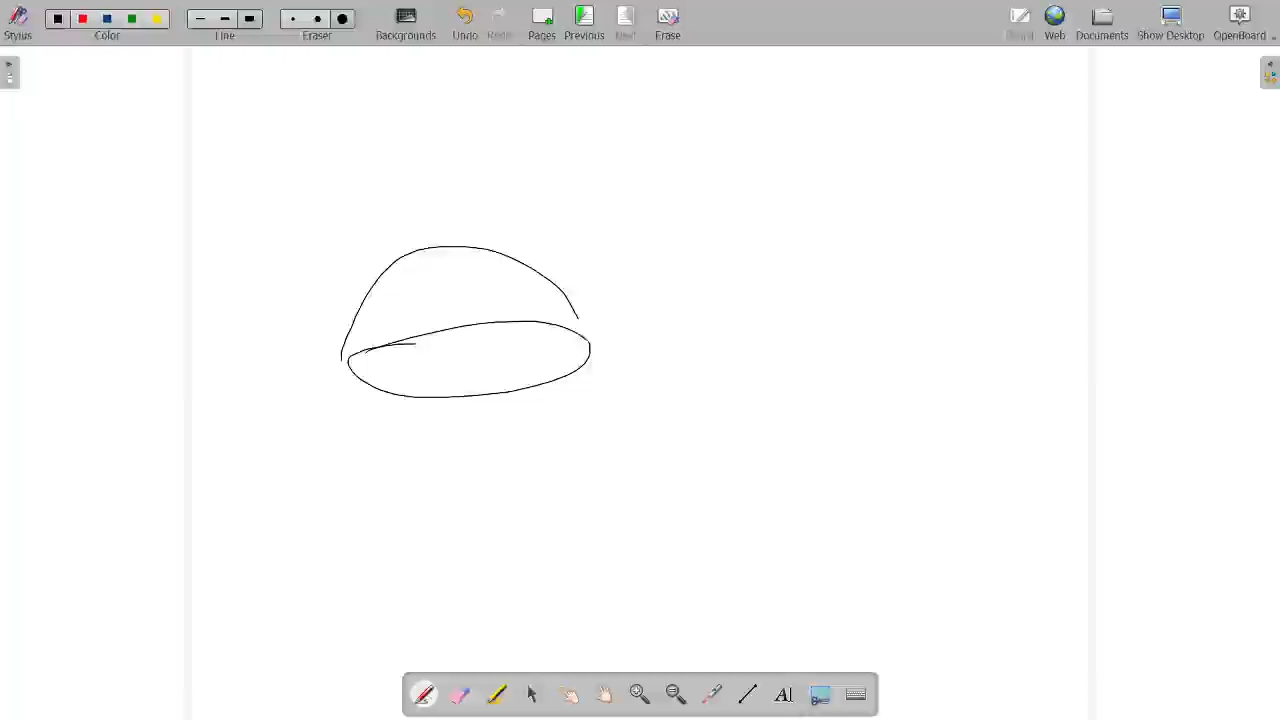 Stylus
Color
Line
Eraser
Backgrounds
Undo
Redo
Pages
Previous
Next
Erase
Board
Web
Documents
Show Desktop
OpenBoard